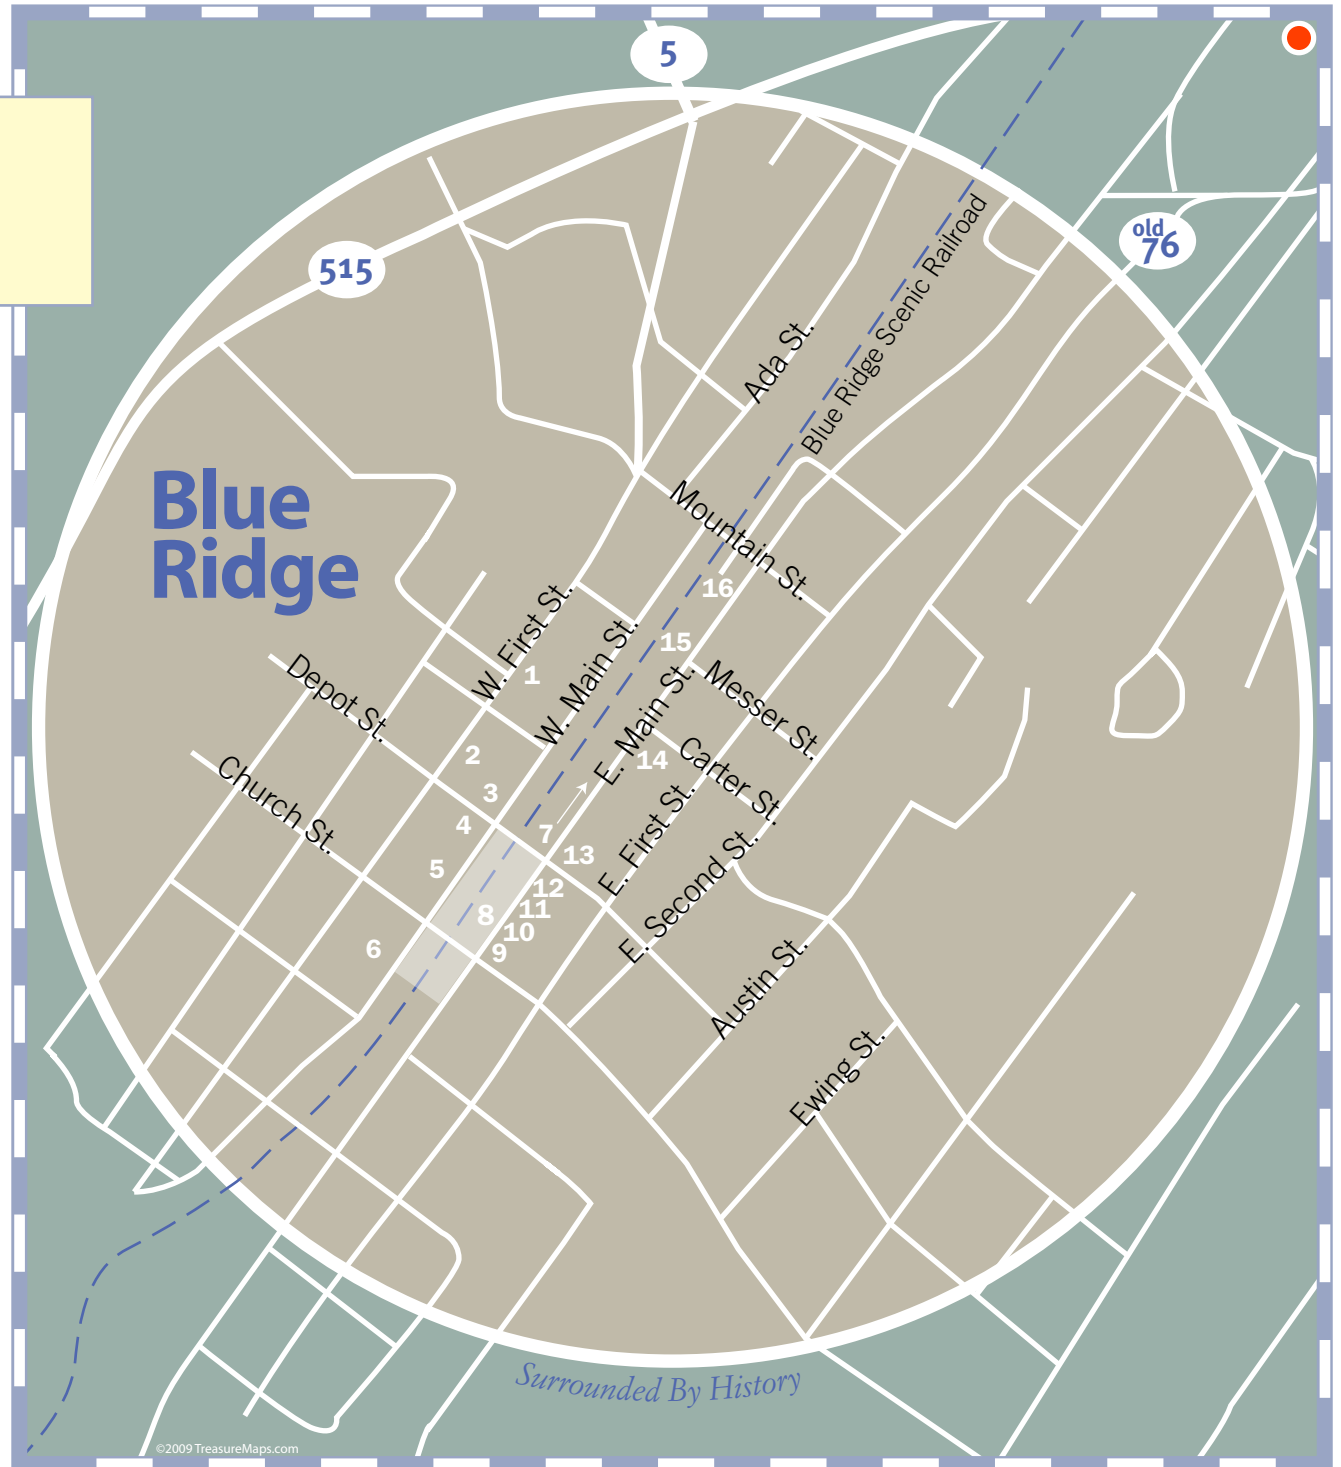 5
old
76
515
Blue Ridge Scenic Railroad
Ada St.
Blue
Ridge
Mountain St.
16
W. First St.
15
W. Main St.
1
Depot St.
E. Main St.
Messer St.
2
14
Carter St.
Church St.
3
4
7
E. First St.
13
5
12
E. Second St.
8
11
10
6
9
Austin St.
Ewing St.
Surrounded By History
©2009 TreasureMaps.com